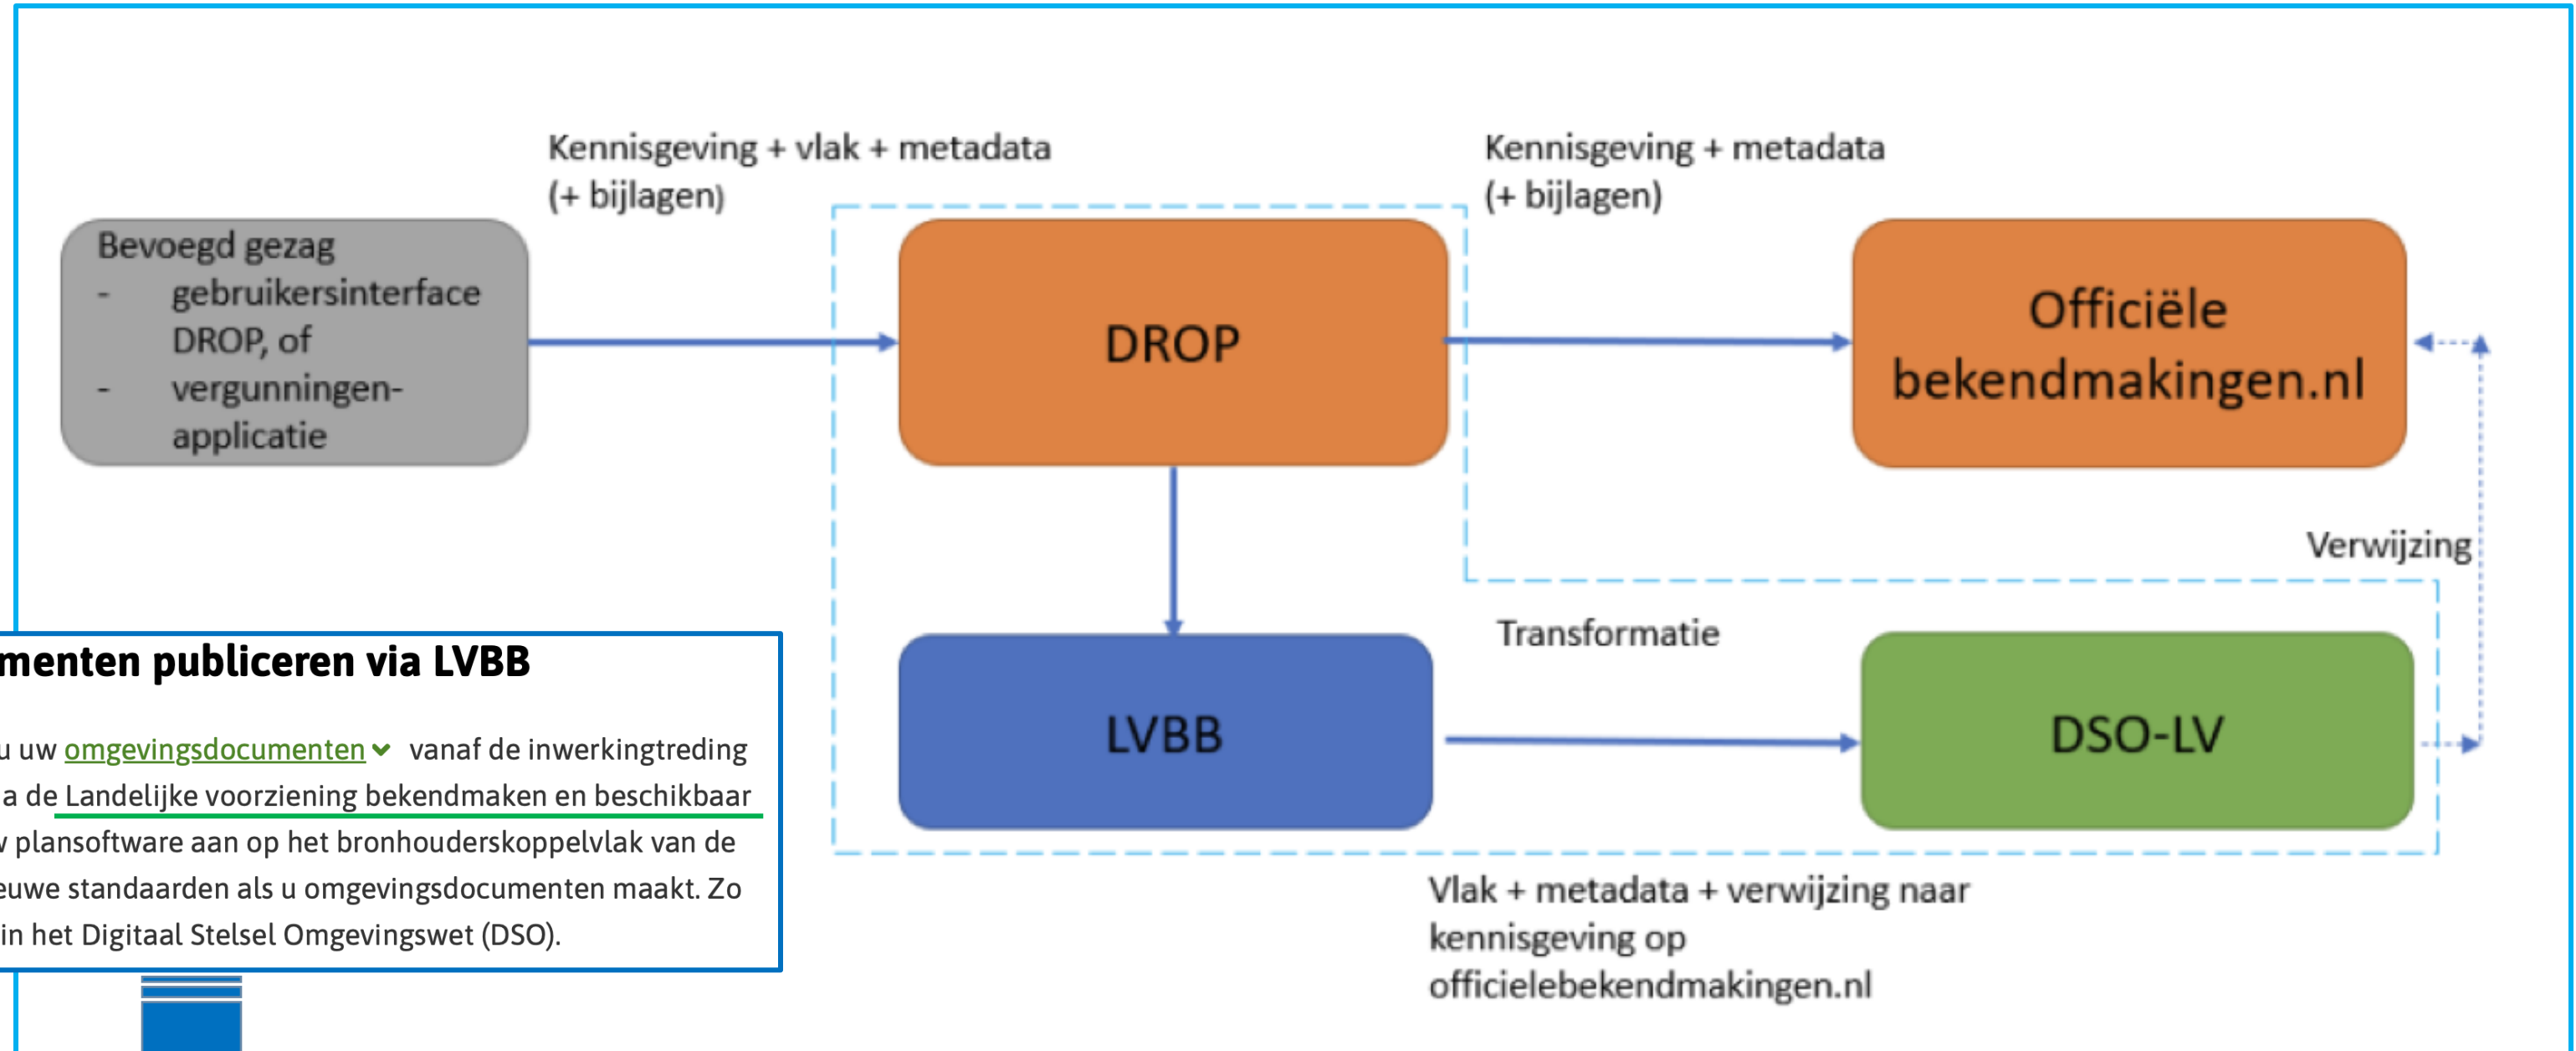 Kennisgeving + vlak + metadata
(+ bijlagen)
Kennisgeving + metadata
(+ bijlagen)
Bevoegd gezag
- gebruikersinterface
DROP, of
- vergunningen-
applicatie
DROP
Officiële
bekendmakingen.nl
Verwijzing
Transformatie
LVBB
DSO-LV
Vlak + metadata + verwijzing naar
kennisgeving op
officielebekendmakingen.nl
menten publiceren via LVBB
u uw omgevingsdocumenten vanaf de inwerkingtreding
a de Landelijke voorziening bekendmaken en beschikbaar
w plansoftware aan op het bronhouderskoppelvlak van de
euwe standaarden als u omgevingsdocumenten maakt. Zo
in het Digitaal Stelsel Omgevingswet (DSO).